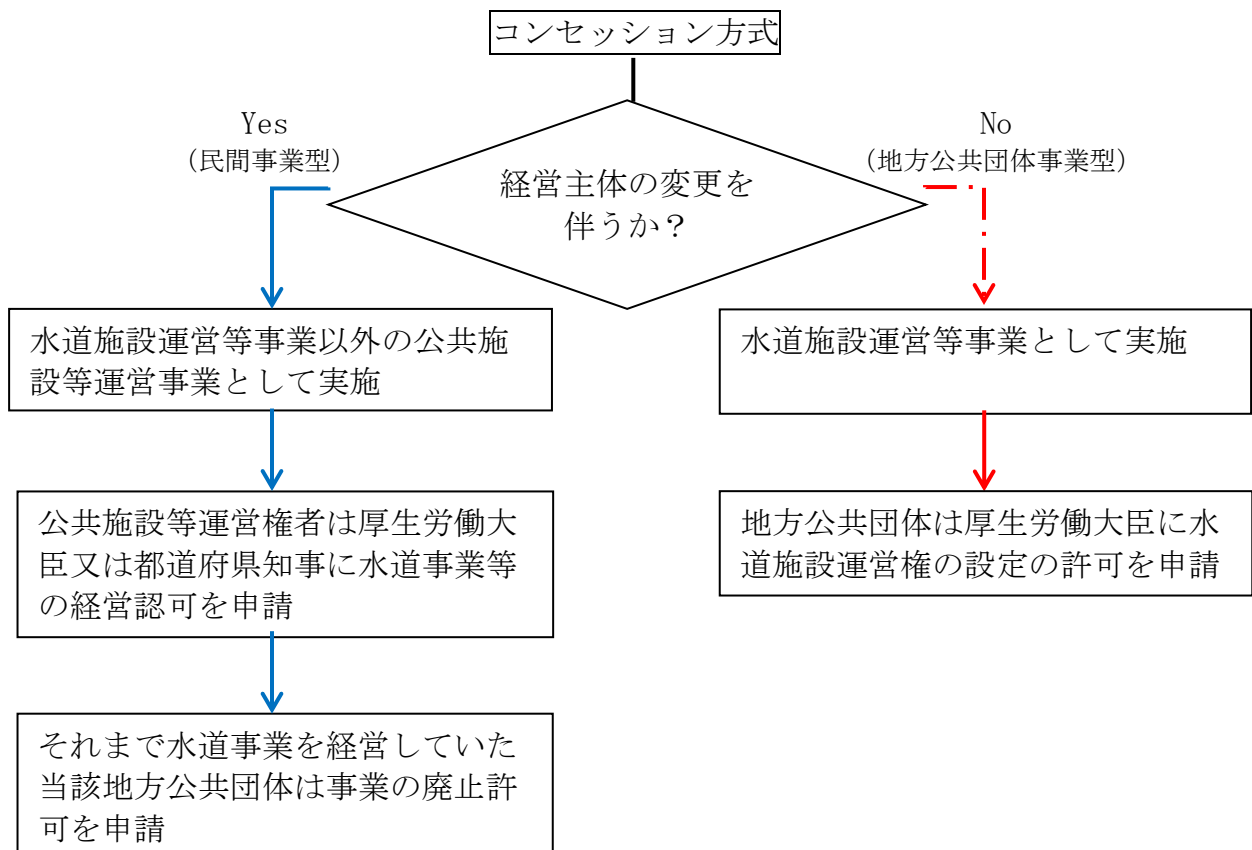 コンセッション方式
Yes
（民間事業型）
No
（地方公共団体事業型）
経営主体の変更を
伴うか？
水道施設運営等事業以外の公共施
設等運営事業として実施
水道施設運営等事業として実施
公共施設等運営権者は厚生労働大
臣又は都道府県知事に水道事業等
の経営認可を申請
地方公共団体は厚生労働大臣に水
道施設運営権の設定の許可を申請
それまで水道事業を経営していた
当該地方公共団体は事業の廃止許
可を申請